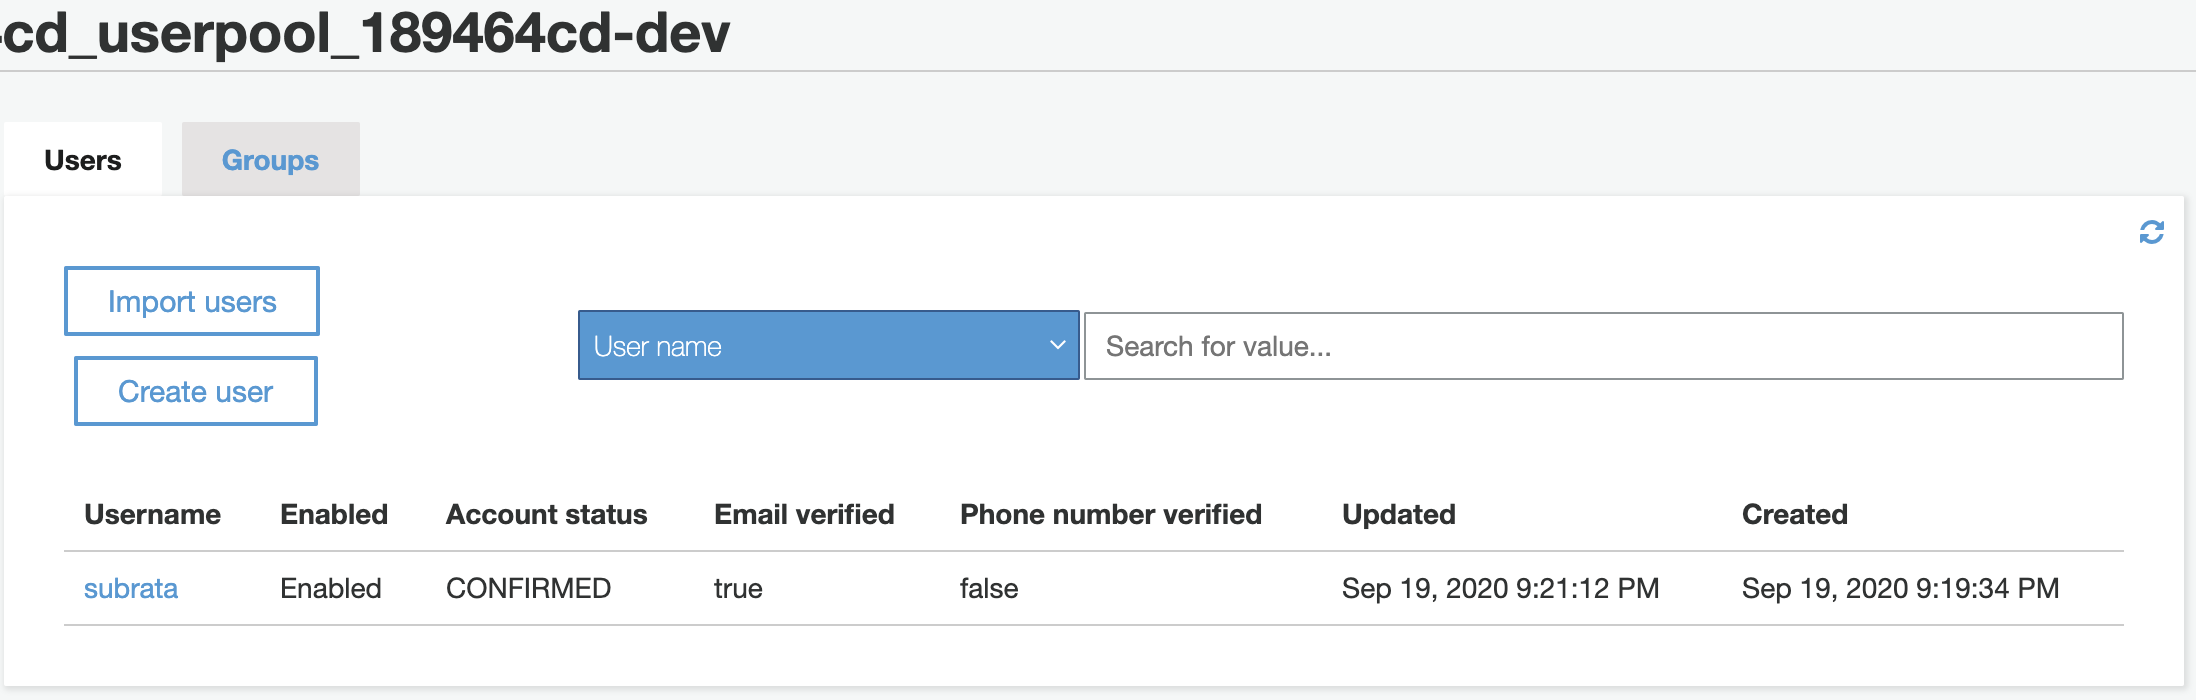 cd_userpool_189464cd-dev
Users Groups
Import users
User name Search for value...
Create user
Username Enabled Account status Email verified Phone number verified Updated Created
subrata Enabled CONFIRMED true false Sep 19, 2020 9:21:12 PM Sep 19, 2020 9:19:34 PM